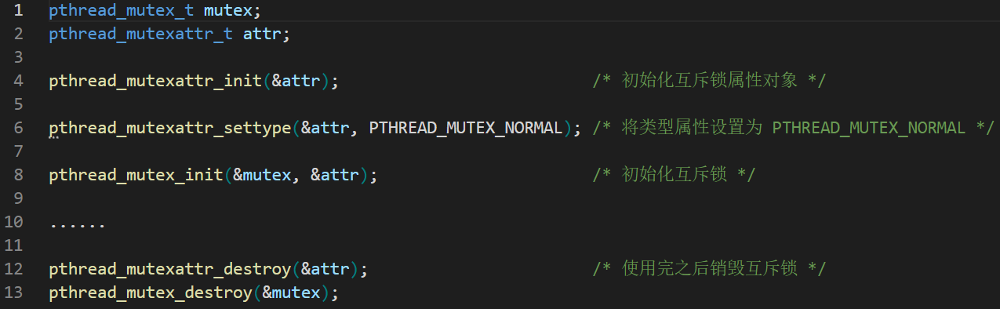 1 pthread_mutex_t mutex;
2 pthread_mutexattr_t attr;
3
4 pthread_mutexattr_init(&attr); /* 初始化互斥锁属性对象 */
5
6 pthread_mutexattr_settype(&attr, PTHREAD_MUTEX_NORMAL); /* 将类型属性设置为 PTHREAD_MUTEX_NORMAL */
7
8 pthread_mutex_init(&mutex, &attr); /* 初始化互斥锁 */
9
10 ......
11
12 pthread_mutexattr_destroy(&attr); /* 使用完之后销毁互斥锁 */
13 pthread_mutex_destroy(&mutex);